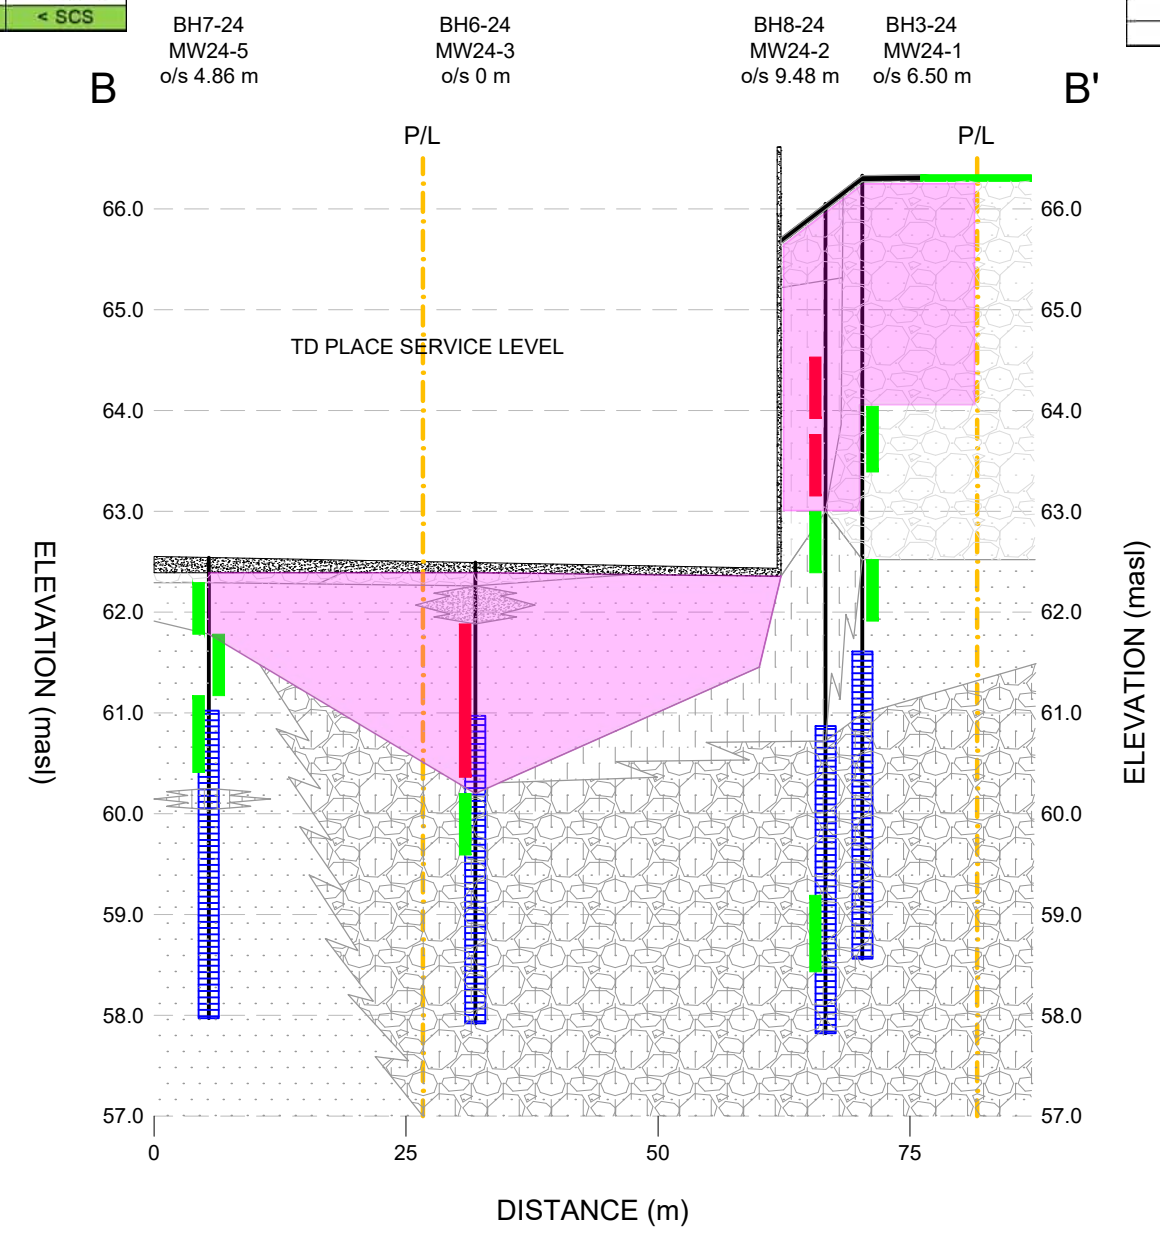 < SCS
BH7-24
MW24-5
o/s 4.86 m
BH6-24
MW24-3
o/s 0 m
BH8-24
MW24-2
o/s 9.48 m
BH3-24
MW24-1
o/s 6.50 m
B
B'
P/L
P/L
66.0
66.0
65.0
65.0
TD PLACE SERVICE LEVEL
64.0
64.0
63.0
63.0
62.0
62.0
61.0
61.0
60.0
60.0
59.0
59.0
58.0
58.0
57.0
57.0
ELEVATION (masl)
ELEVATION (masl)
0
25
50
75
DISTANCE (m)